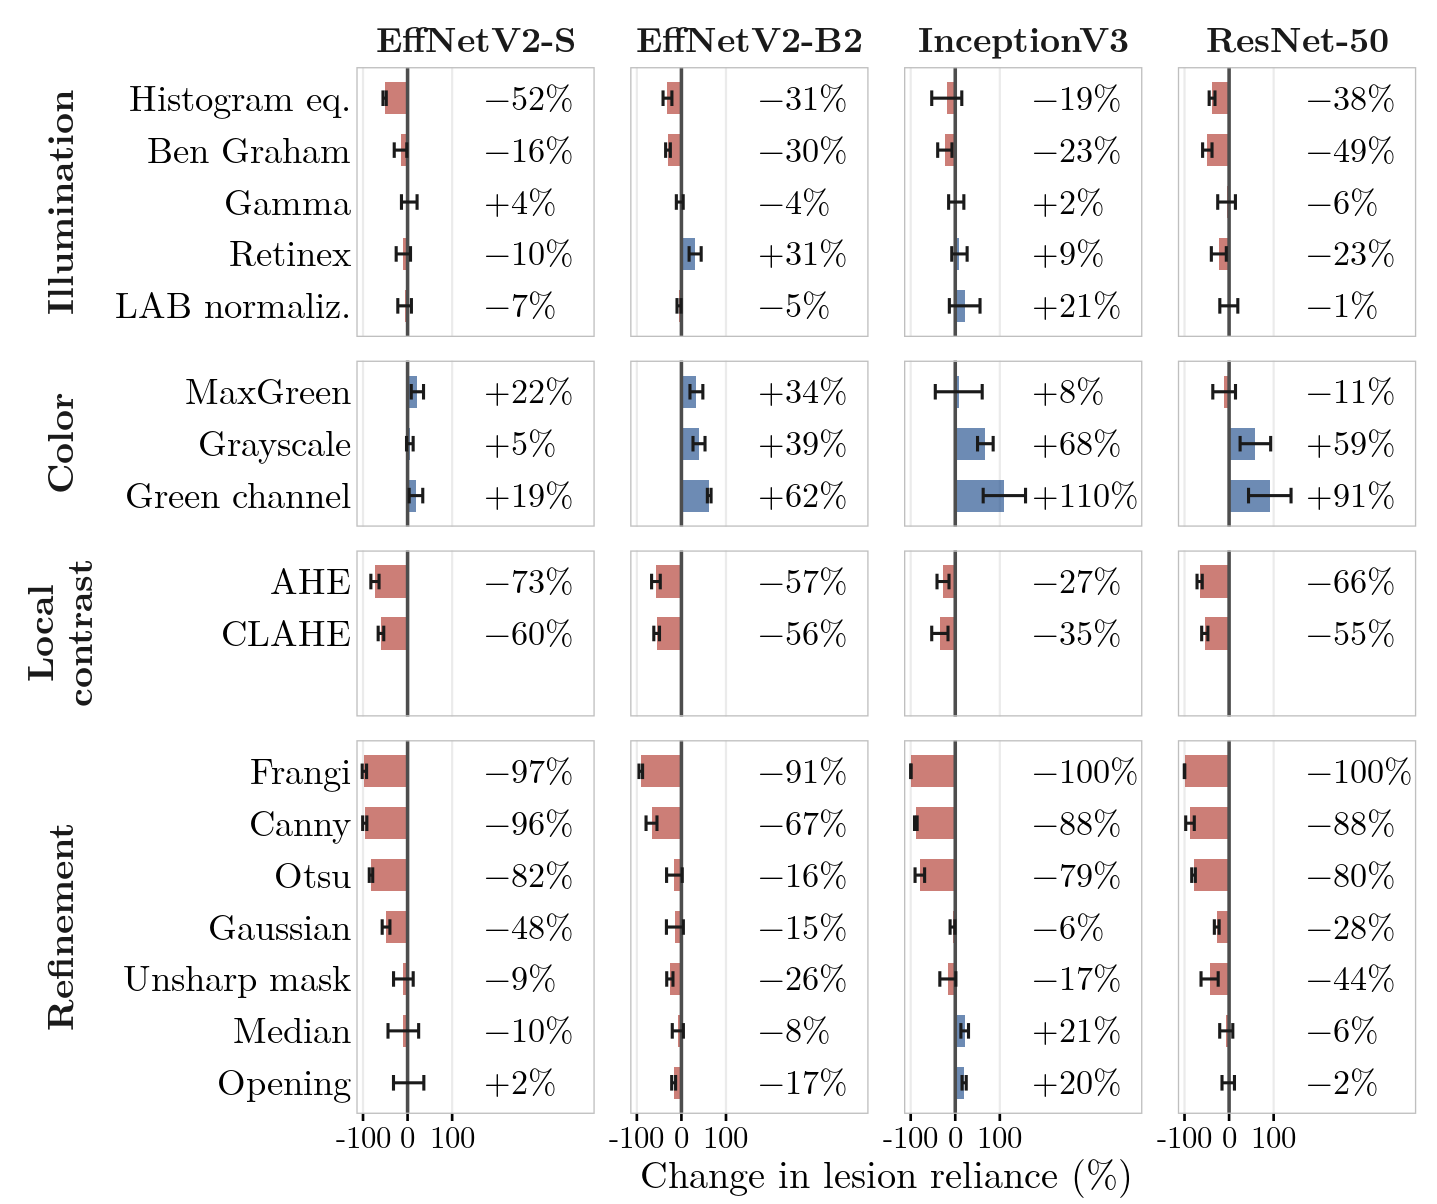 EffNetV2-S EffNetV2-B2 InceptionV3 ResNet-50
Illumination
Histogram eq. −52% −31% −19% −38%
Ben Graham −16% −30% −23% −49%
Gamma +4% −4% +2% −6%
Retinex −10% +31% +9% −23%
LAB normaliz. −7% −5% +21% −1%
Color
MaxGreen +22% +34% +8% −11%
Grayscale +5% +39% +68% +59%
Green channel +19% +62% +110% +91%
Local
contrast
AHE −73% −57% −27% −66%
CLAHE −60% −56% −35% −55%
Refinement
Frangi −97% −91% −100% −100%
Canny −96% −67% −88% −88%
Otsu −82% −16% −79% −80%
Gaussian −48% −15% −6% −28%
Unsharp mask −9% −26% −17% −44%
Median −10% −8% +21% −6%
Opening +2% −17% +20% −2%
-100 0 100 -100 0 100 -100 0 100 -100 0 100
Change in lesion reliance (%)